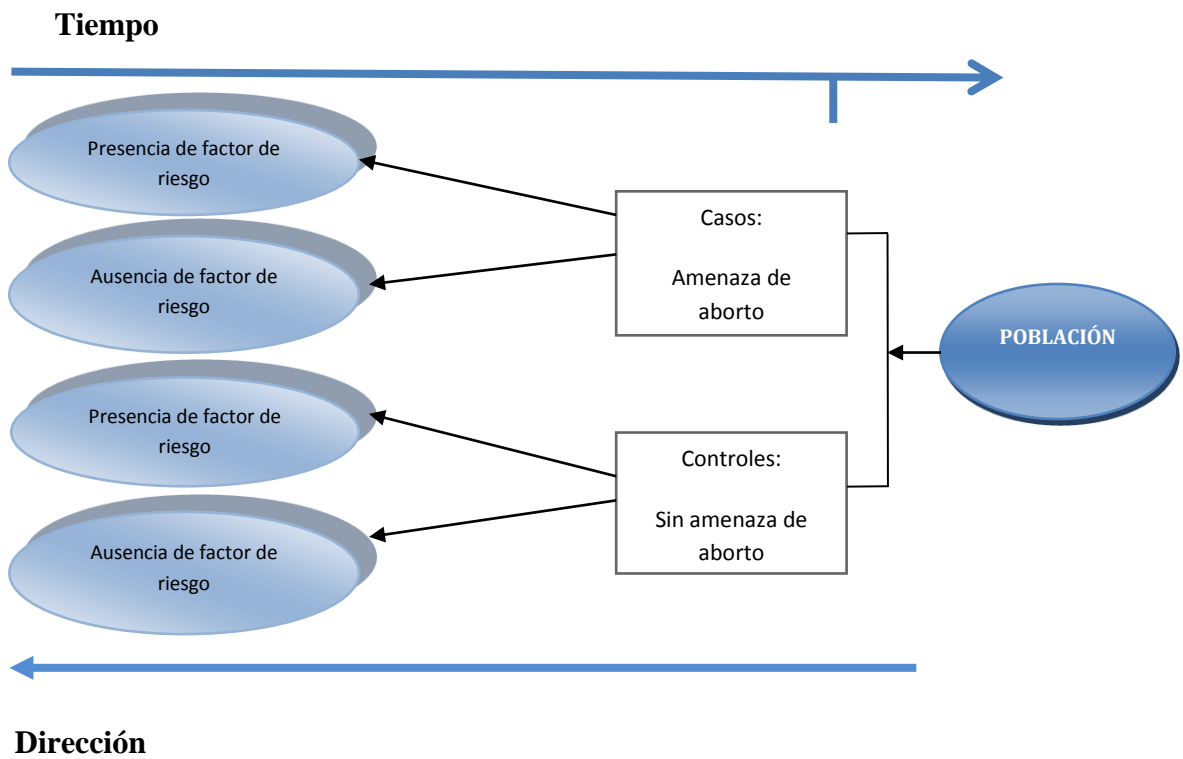 Tiempo
Presencia de factor de
riesgo
Ausencia de factor de
riesgo
Presencia de factor de
riesgo
Ausencia de factor de
riesgo
Casos:
Amenaza de
aborto
Controles:
Sin amenaza de
aborto
POBLACIÓN
Dirección